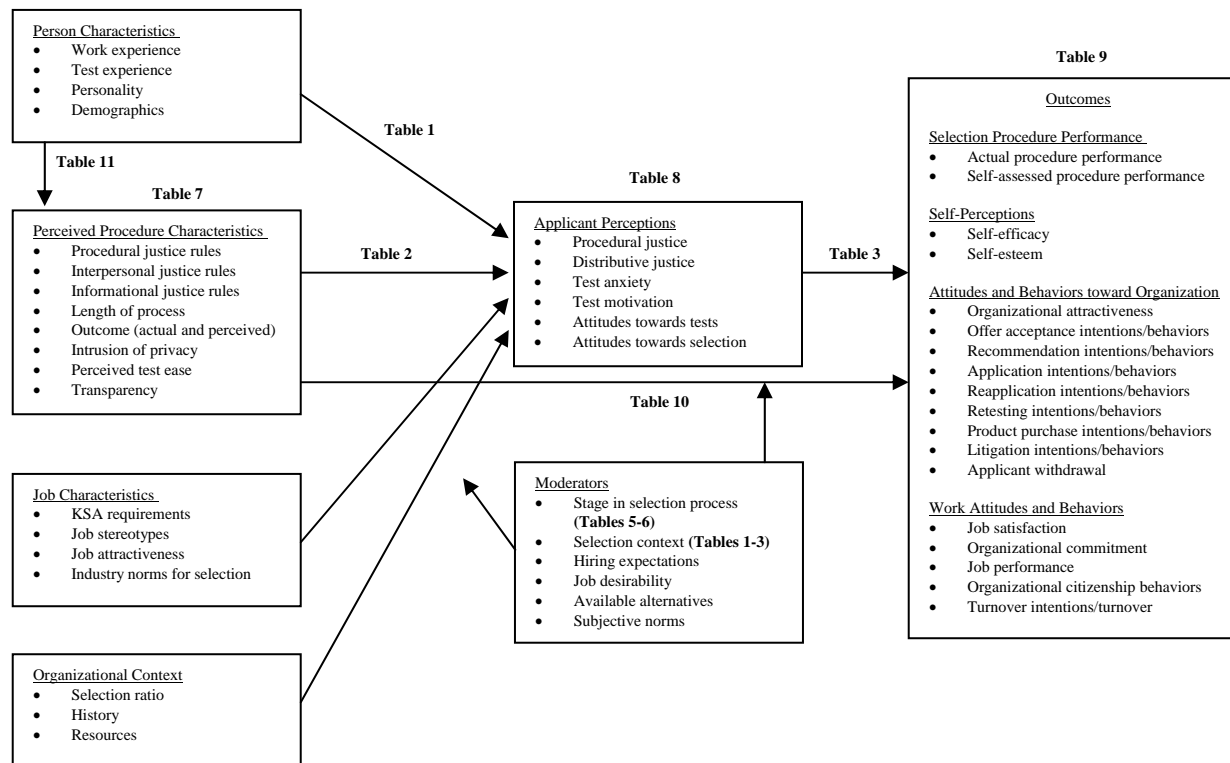 Person Characteristics
• Work experience
• Test experience
• Personality
• Demographics
Table 1
Table 11
Table 7
Perceived Procedure Characteristics
• Procedural justice rules
• Interpersonal justice rules
• Informational justice rules
• Length of process
• Outcome (actual and perceived)
• Intrusion of privacy
• Perceived test ease
• Transparency
Table 2
Job Characteristics
• KSA requirements
• Job stereotypes
• Job attractiveness
• Industry norms for selection
Organizational Context
• Selection ratio
• History
• Resources
Table 8
Applicant Perceptions
• Procedural justice
• Distributive justice
• Test anxiety
• Test motivation
• Attitudes towards tests
• Attitudes towards selection
Table 3
Table 10
Moderators
• Stage in selection process
(Tables 5-6)
• Selection context (Tables 1-3)
• Hiring expectations
• Job desirability
• Available alternatives
• Subjective norms
Table 9
Outcomes
Selection Procedure Performance
• Actual procedure performance
• Self-assessed procedure performance
Self-Perceptions
• Self-efficacy
• Self-esteem
Attitudes and Behaviors toward Organization
• Organizational attractiveness
• Offer acceptance intentions/behaviors
• Recommendation intentions/behaviors
• Application intentions/behaviors
• Reapplication intentions/behaviors
• Retesting intentions/behaviors
• Product purchase intentions/behaviors
• Litigation intentions/behaviors
• Applicant withdrawal
Work Attitudes and Behaviors
• Job satisfaction
• Organizational commitment
• Job performance
• Organizational citizenship behaviors
• Turnover intentions/turnover